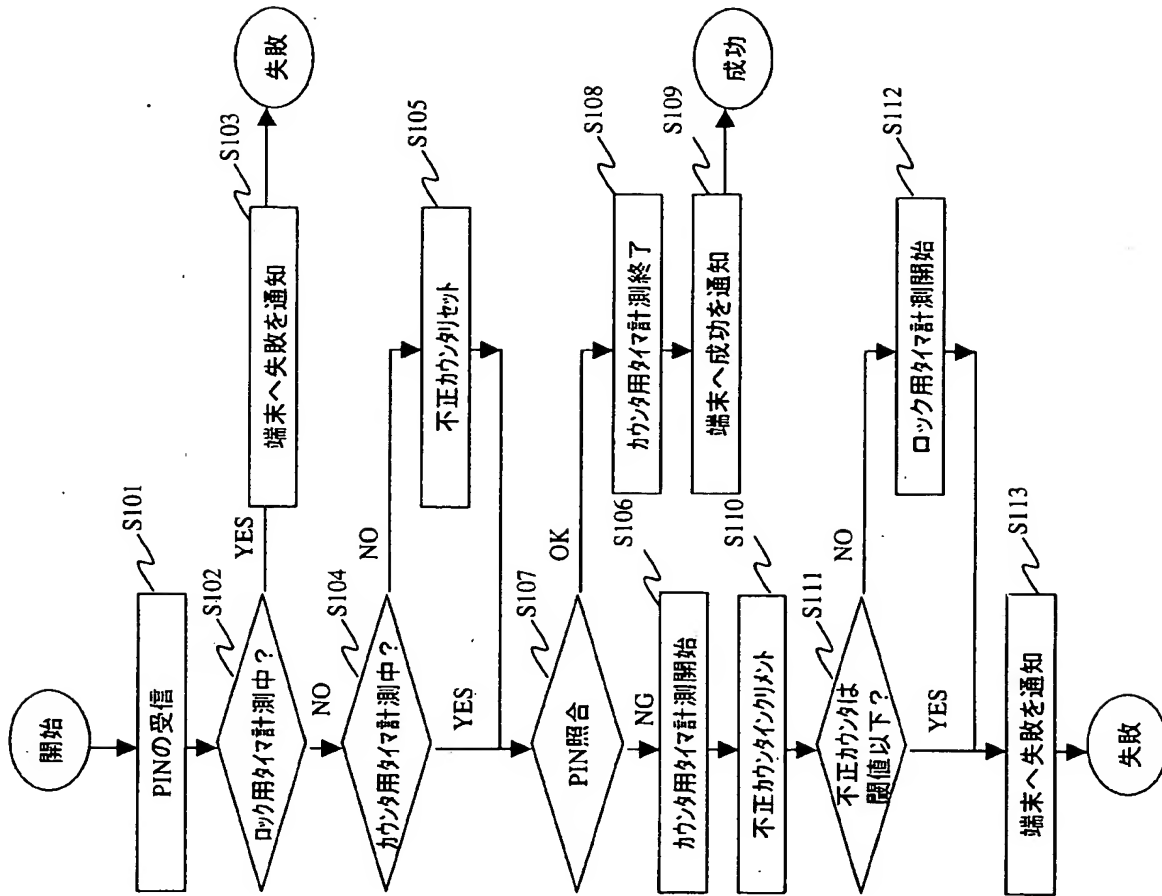 開始
PINの受信
S101
ロック用タイマ計測中?
S102
YES
NO
端末へ失敗を通知
S103
失敗
カウンタ用タイマ計測中?
S104
NO
YES
不正カウンタリセット
S105
PIN照合
S107
OK
NG
カウンタ用タイマ計測終了
S108
端末へ成功を通知
S109
成功
カウンタ用タイマ計測開始
S106
不正カウンタインクリメント
S110
不正カウンタは
閾値以下?
S111
NO
YES
ロック用タイマ計測開始
S112
端末へ失敗を通知
S113
失敗